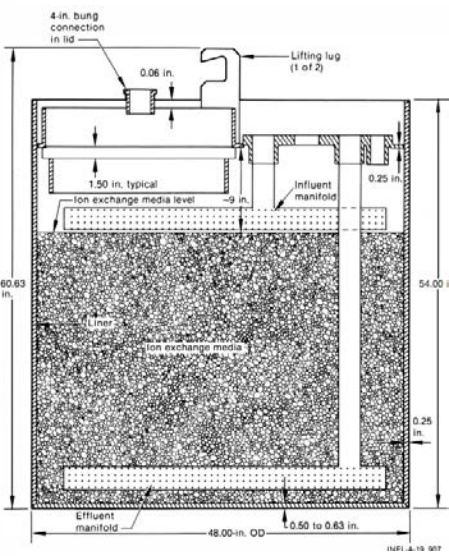 4-in. bung
connection
in lid
0.06 in.
Lifting lug
(1 of 2)
1.50 in. typical
Ion exchange media level
~9 in.
Influent
manifold
0.25 in.
60.63
in.
54.00 i
Liner
Ion exchange media
0.25
in.
Effluent
manifold
48.00-in. OD
0.50 to 0.63 in.
INEL-A-19 907